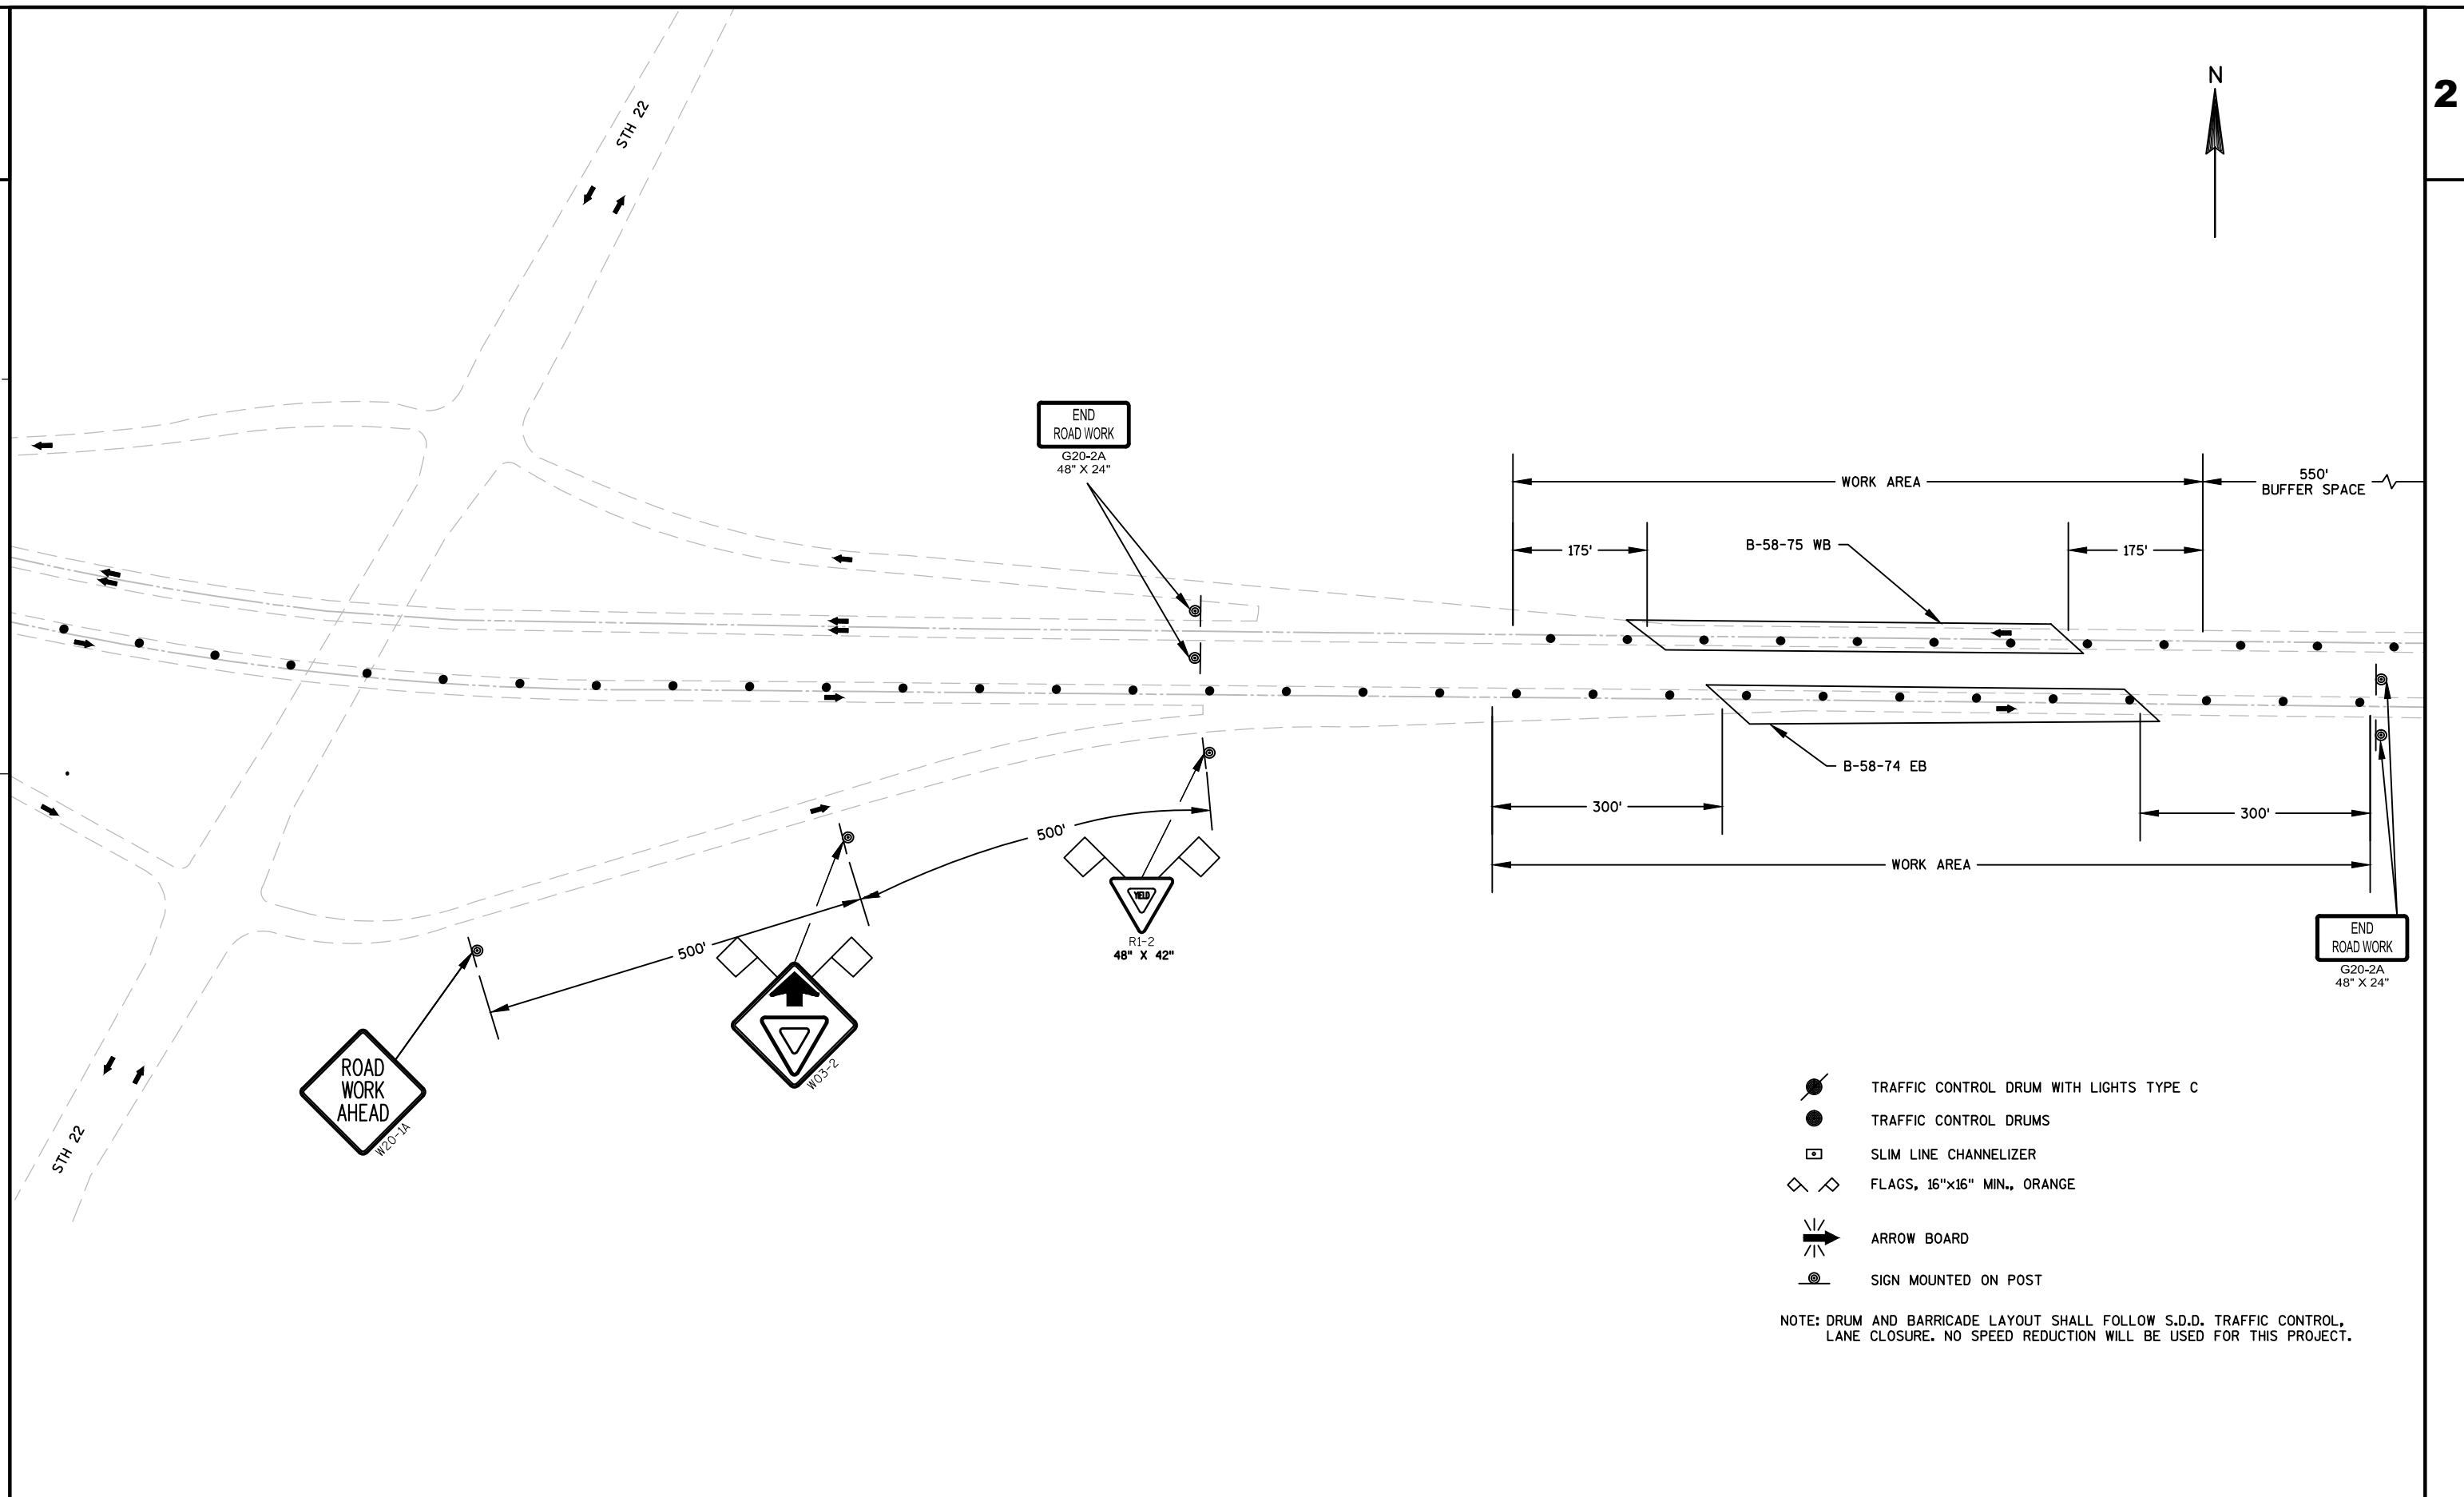 2
N
STH 22
END
ROAD WORK
G20-2A
48" X 24"
WORK AREA
550'
BUFFER SPACE
175'
B-58-75 WB
175'
B-58-74 EB
300'
300'
WORK AREA
500'
500'
YIELD
R1-2
48" X 42"
W03-2
ROAD
WORK
AHEAD
W20-1A
STH 22
END
ROAD WORK
G20-2A
48" X 24"
TRAFFIC CONTROL DRUM WITH LIGHTS TYPE C
TRAFFIC CONTROL DRUMS
SLIM LINE CHANNELIZER
FLAGS, 16"x16" MIN., ORANGE
ARROW BOARD
SIGN MOUNTED ON POST
NOTE: DRUM AND BARRICADE LAYOUT SHALL FOLLOW S.D.D. TRAFFIC CONTROL,
LANE CLOSURE. NO SPEED REDUCTION WILL BE USED FOR THIS PROJECT.